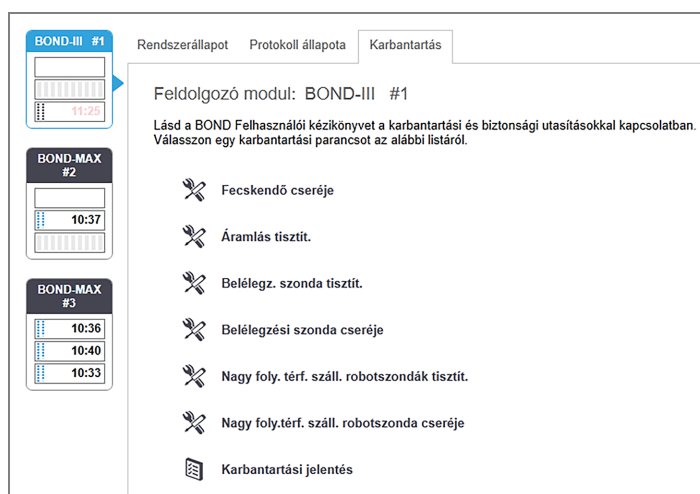 BOND-III #1
11:25
BOND-MAX
#2
10:37
BOND-MAX
#3
10:36
10:40
10:33
Rendszerállapot Protokoll állapota Karbantartás
Feldolgozó modul: BOND-III #1
Lásd a BOND Felhasználói kézikönyvet a karbantartási és biztonsági utasításokkal kapcsolatban.
Válasszon egy karbantartási parancsot az alábbi listáról.
Fecskendő cseréje
Áramlás tisztít.
Belélegz. szonda tisztít.
Belélegzési szonda cseréje
Nagy foly. térf. száll. robotszondák tisztít.
Nagy foly.térf. száll. robotszonda cseréje
Karbantartási jelentés